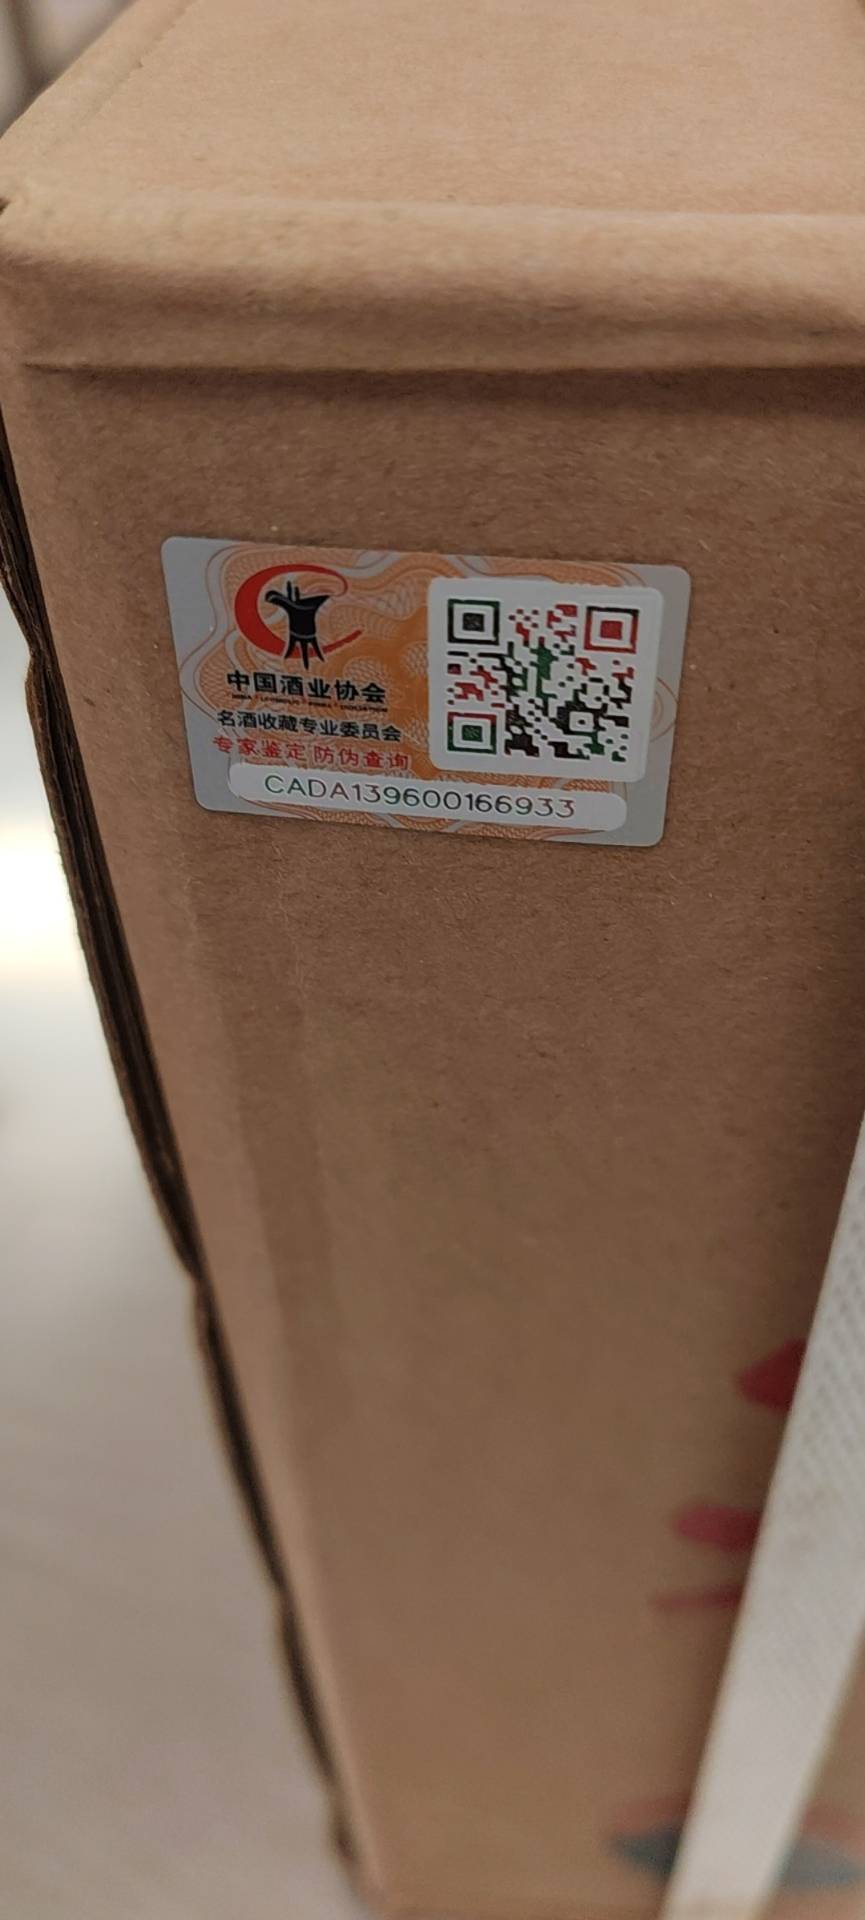 中国酒业协会
名酒收藏专业委员会
专家鉴定 防伪查询
CADA139600166933